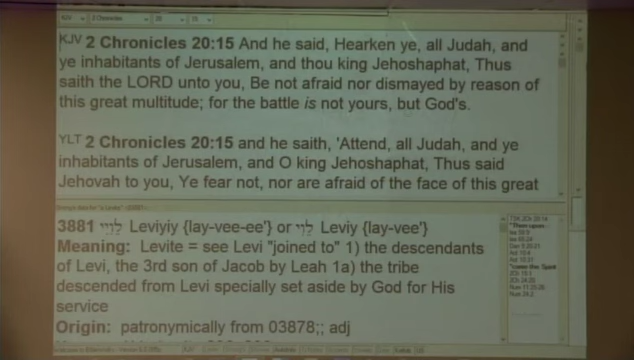 KJV 2 Chronicles 20 15
KJV 2 Chronicles 20:15 And he said, Hearken ye, all Judah, and
ye inhabitants of Jerusalem, and thou king Jehoshaphat, Thus
saith the LORD unto you, Be not afraid nor dismayed by reason of
this great multitude; for the battle is not yours, but God's.
YLT 2 Chronicles 20:15 and he saith, 'Attend, all Judah, and ye
inhabitants of Jerusalem, and O king Jehoshaphat, Thus said
Jehovah to you, Ye fear not, nor are afraid of the face of this great
3881 לֵוִיִּי Leviyiy {lay-vee-ee'} or לֵוִי Leviy {lay-vee'}
Meaning: Levite = see Levi "joined to" 1) the descendants
of Levi, the 3rd son of Jacob by Leah 1a) the tribe
descended from Levi specially set aside by God for His
service
Origin: patronymically from 03878;; adj